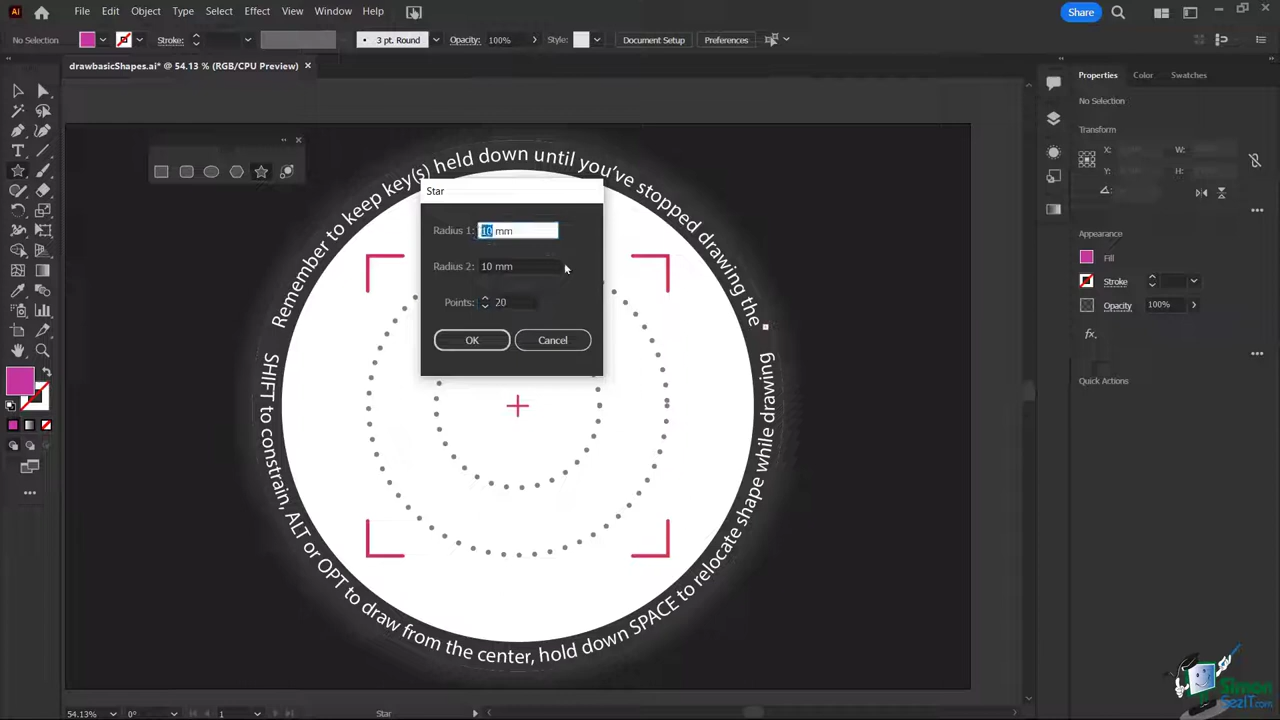 Ai
File Edit Object Type Select Effect View Window Help
Share
No Selection
Stroke:
3 pt. Round
Opacity: 100%
Style:
Document Setup
Preferences
drawbasicShapes.ai* @ 54.13 % (RGB/CPU Preview)
Properties Color Swatches
No Selection
Transform
X:
Y:
W:
H:
Appearance
Fill
Stroke
Opacity 100%
fx.
Quick Actions
Star
Radius 1: 10 mm
Radius 2: 10 mm
Points: 20
OK Cancel
Remember to keep key(s) held down until you've stopped drawing the
SHIFT to constrain, ALT or OPT to draw from the center, hold down SPACE to relocate shape while drawing
54.13% 0° 1 Star
Simon
SezIT.com